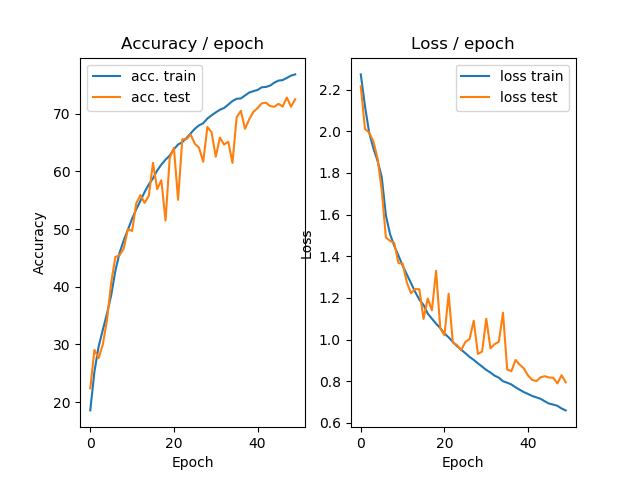 Accuracy / epoch
acc. train
acc. test
70
60
50
40
30
20
0
20
40
Accuracy
Epoch
Loss / epoch
loss train
loss test
2.2
2.0
1.8
1.6
1.4
1.2
1.0
0.8
0.6
0
20
40
Loss
Epoch